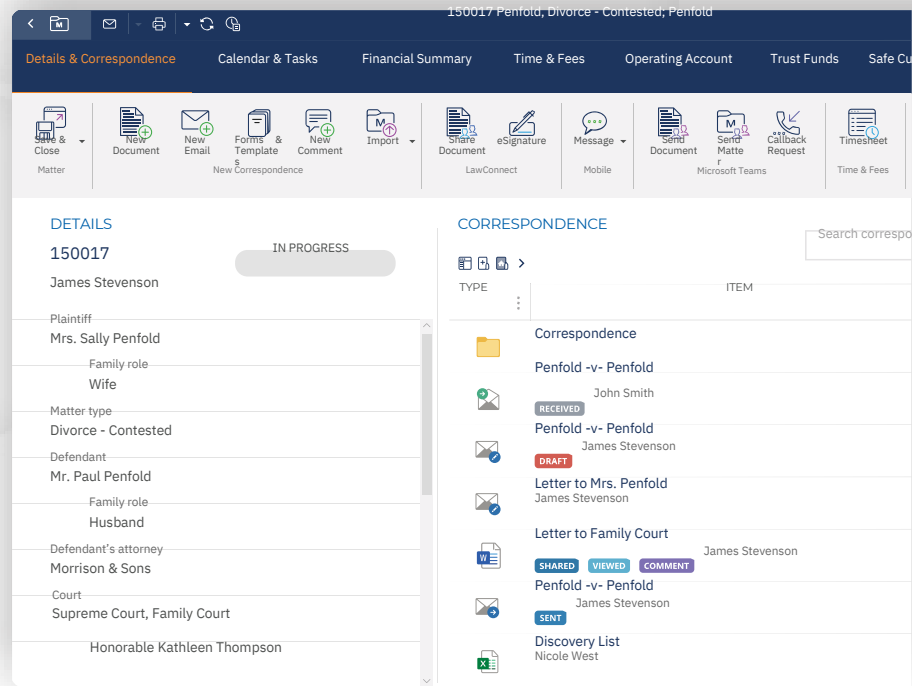 150017 Penfold, Divorce - Contested; Penfold
Details & Correspondence
Calendar & Tasks
Financial Summary
Time & Fees
Operating Account
Trust Funds
Safe Cu
Save &
Close
Matter
New
Document
New
Email
Forms &
Template
s
New
Comment
Import
New Correspondence
Share
Document
eSignature
LawConnect
Message
Mobile
Send
Document
Send
Matte
r
Callback
Request
Microsoft Teams
Timesheet
Time & Fees
DETAILS
150017
IN PROGRESS
James Stevenson
Plaintiff
Mrs. Sally Penfold
Family role
Wife
Matter type
Divorce - Contested
Defendant
Mr. Paul Penfold
Family role
Husband
Defendant's attorney
Morrison & Sons
Court
Supreme Court, Family Court
Honorable Kathleen Thompson
CORRESPONDENCE
Search correspo
TYPE
ITEM
Correspondence
Penfold -v- Penfold
John Smith
RECEIVED
Penfold -v- Penfold
James Stevenson
DRAFT
Letter to Mrs. Penfold
James Stevenson
Letter to Family Court
James Stevenson
SHARED VIEWED COMMENT
Penfold -v- Penfold
James Stevenson
SENT
Discovery List
Nicole West